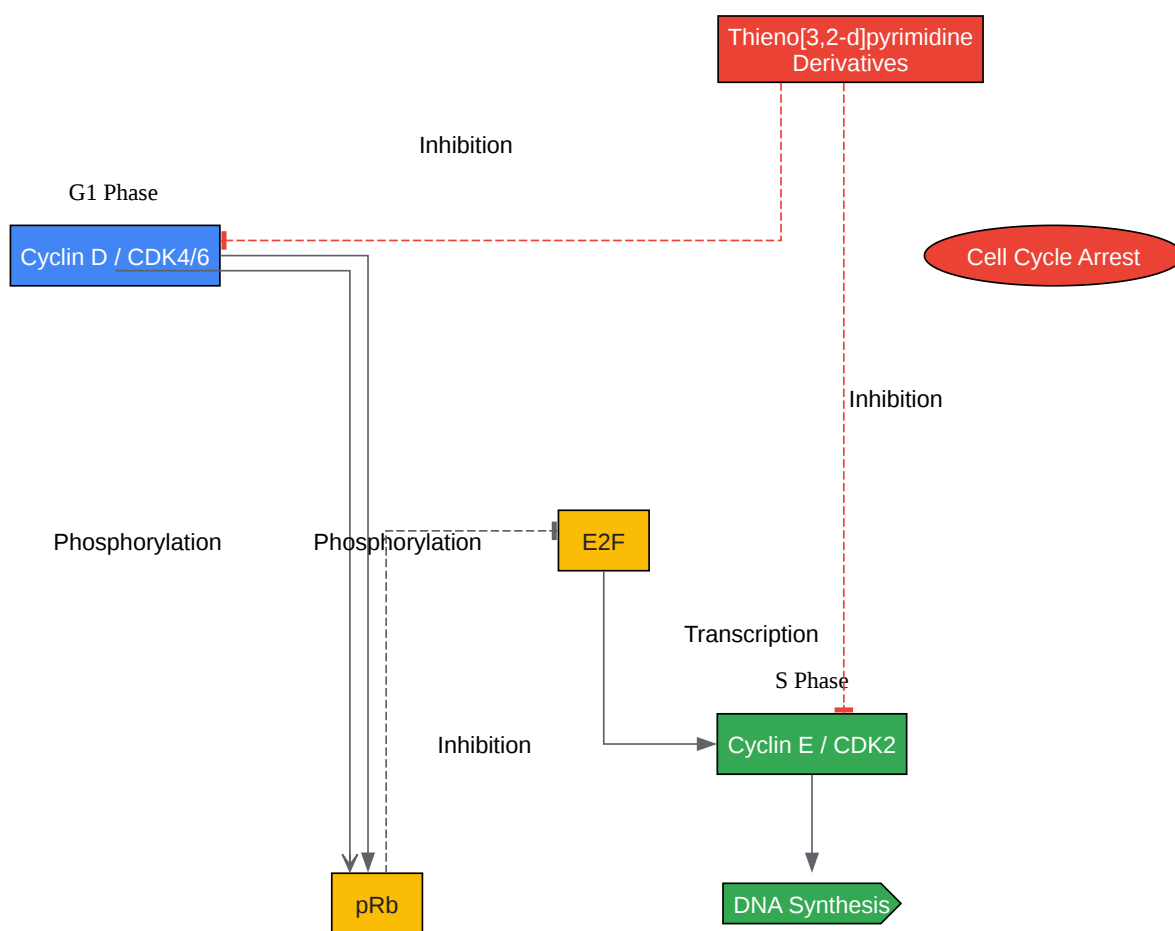 Thieno[3,2-d]pyrimidine
Derivatives
Inhibition
G1 Phase
Cyclin D / CDK4/6
Cell Cycle Arrest
Inhibition
Phosphorylation
Phosphorylation
E2F
Transcription
S Phase
Inhibition
Cyclin E / CDK2
pRb
DNA Synthesis